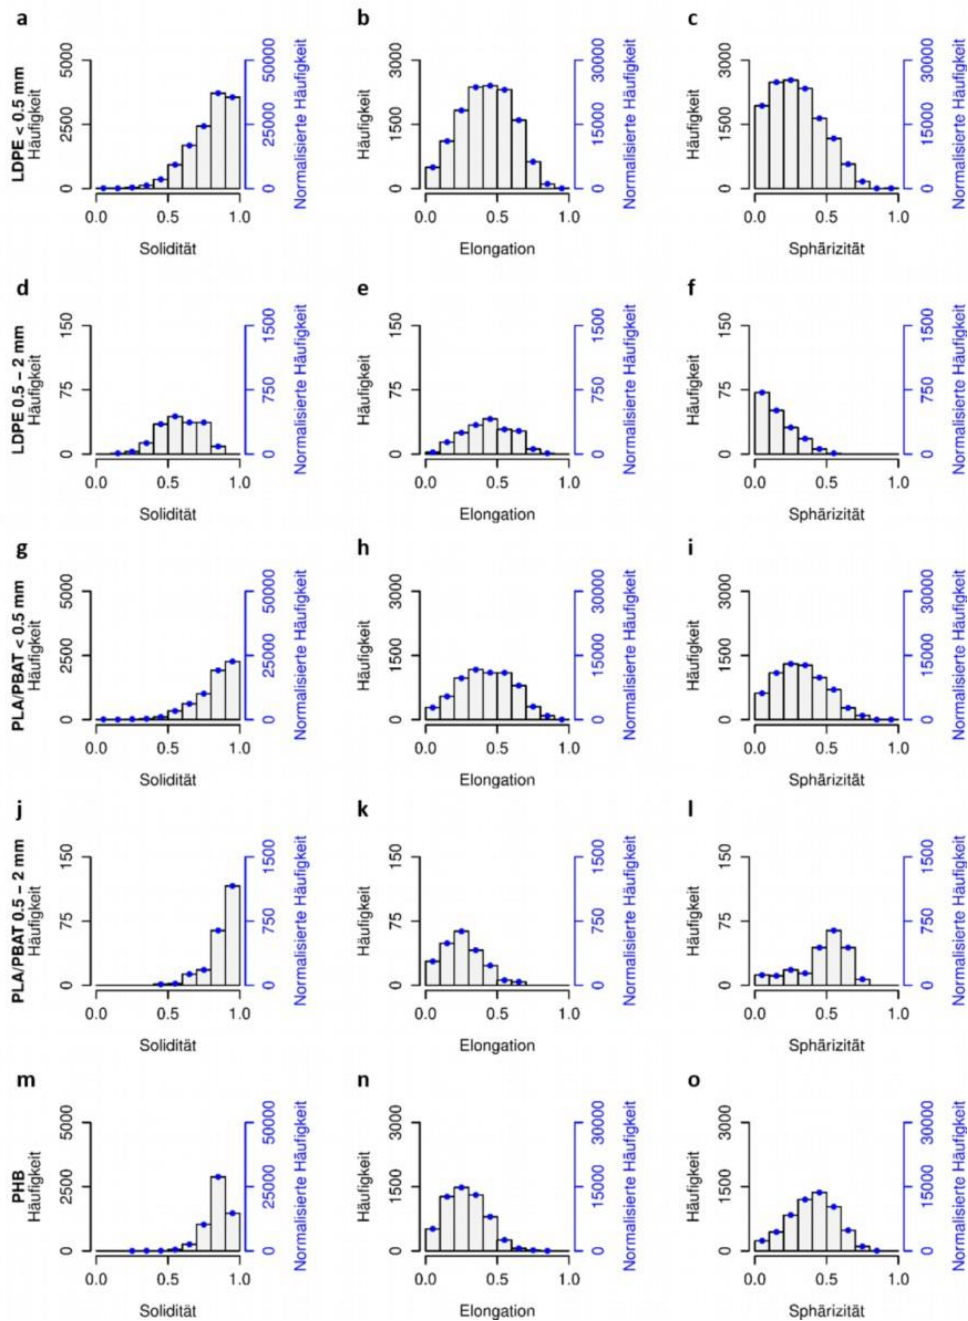 a
b
c
LDPE < 0.5 mm
Häufigkeit
0 2500 5000
Normalisierte Häufigkeit
0 25000 50000
0.0 0.5 1.0
Solidität
Häufigkeit
0 1500 3000
Normalisierte Häufigkeit
0 15000 30000
0.0 0.5 1.0
Elongation
Häufigkeit
0 1500 3000
Normalisierte Häufigkeit
0 15000 30000
0.0 0.5 1.0
Sphärizität
d
e
f
LDPE 0.5 − 2 mm
Häufigkeit
0 75 150
Normalisierte Häufigkeit
0 750 1500
0.0 0.5 1.0
Solidität
Häufigkeit
0 75 150
Normalisierte Häufigkeit
0 750 1500
0.0 0.5 1.0
Elongation
Häufigkeit
0 75 150
Normalisierte Häufigkeit
0 750 1500
0.0 0.5 1.0
Sphärizität
g
h
i
PLA/PBAT < 0.5 mm
Häufigkeit
0 2500 5000
Normalisierte Häufigkeit
0 25000 50000
0.0 0.5 1.0
Solidität
Häufigkeit
0 1500 3000
Normalisierte Häufigkeit
0 15000 30000
0.0 0.5 1.0
Elongation
Häufigkeit
0 1500 3000
Normalisierte Häufigkeit
0 15000 30000
0.0 0.5 1.0
Sphärizität
j
k
l
PLA/PBAT 0.5 − 2 mm
Häufigkeit
0 75 150
Normalisierte Häufigkeit
0 750 1500
0.0 0.5 1.0
Solidität
Häufigkeit
0 75 150
Normalisierte Häufigkeit
0 750 1500
0.0 0.5 1.0
Elongation
Häufigkeit
0 75 150
Normalisierte Häufigkeit
0 750 1500
0.0 0.5 1.0
Sphärizität
m
n
o
PHB
Häufigkeit
0 2500 5000
Normalisierte Häufigkeit
0 25000 50000
0.0 0.5 1.0
Solidität
Häufigkeit
0 1500 3000
Normalisierte Häufigkeit
0 15000 30000
0.0 0.5 1.0
Elongation
Häufigkeit
0 1500 3000
Normalisierte Häufigkeit
0 15000 30000
0.0 0.5 1.0
Sphärizität